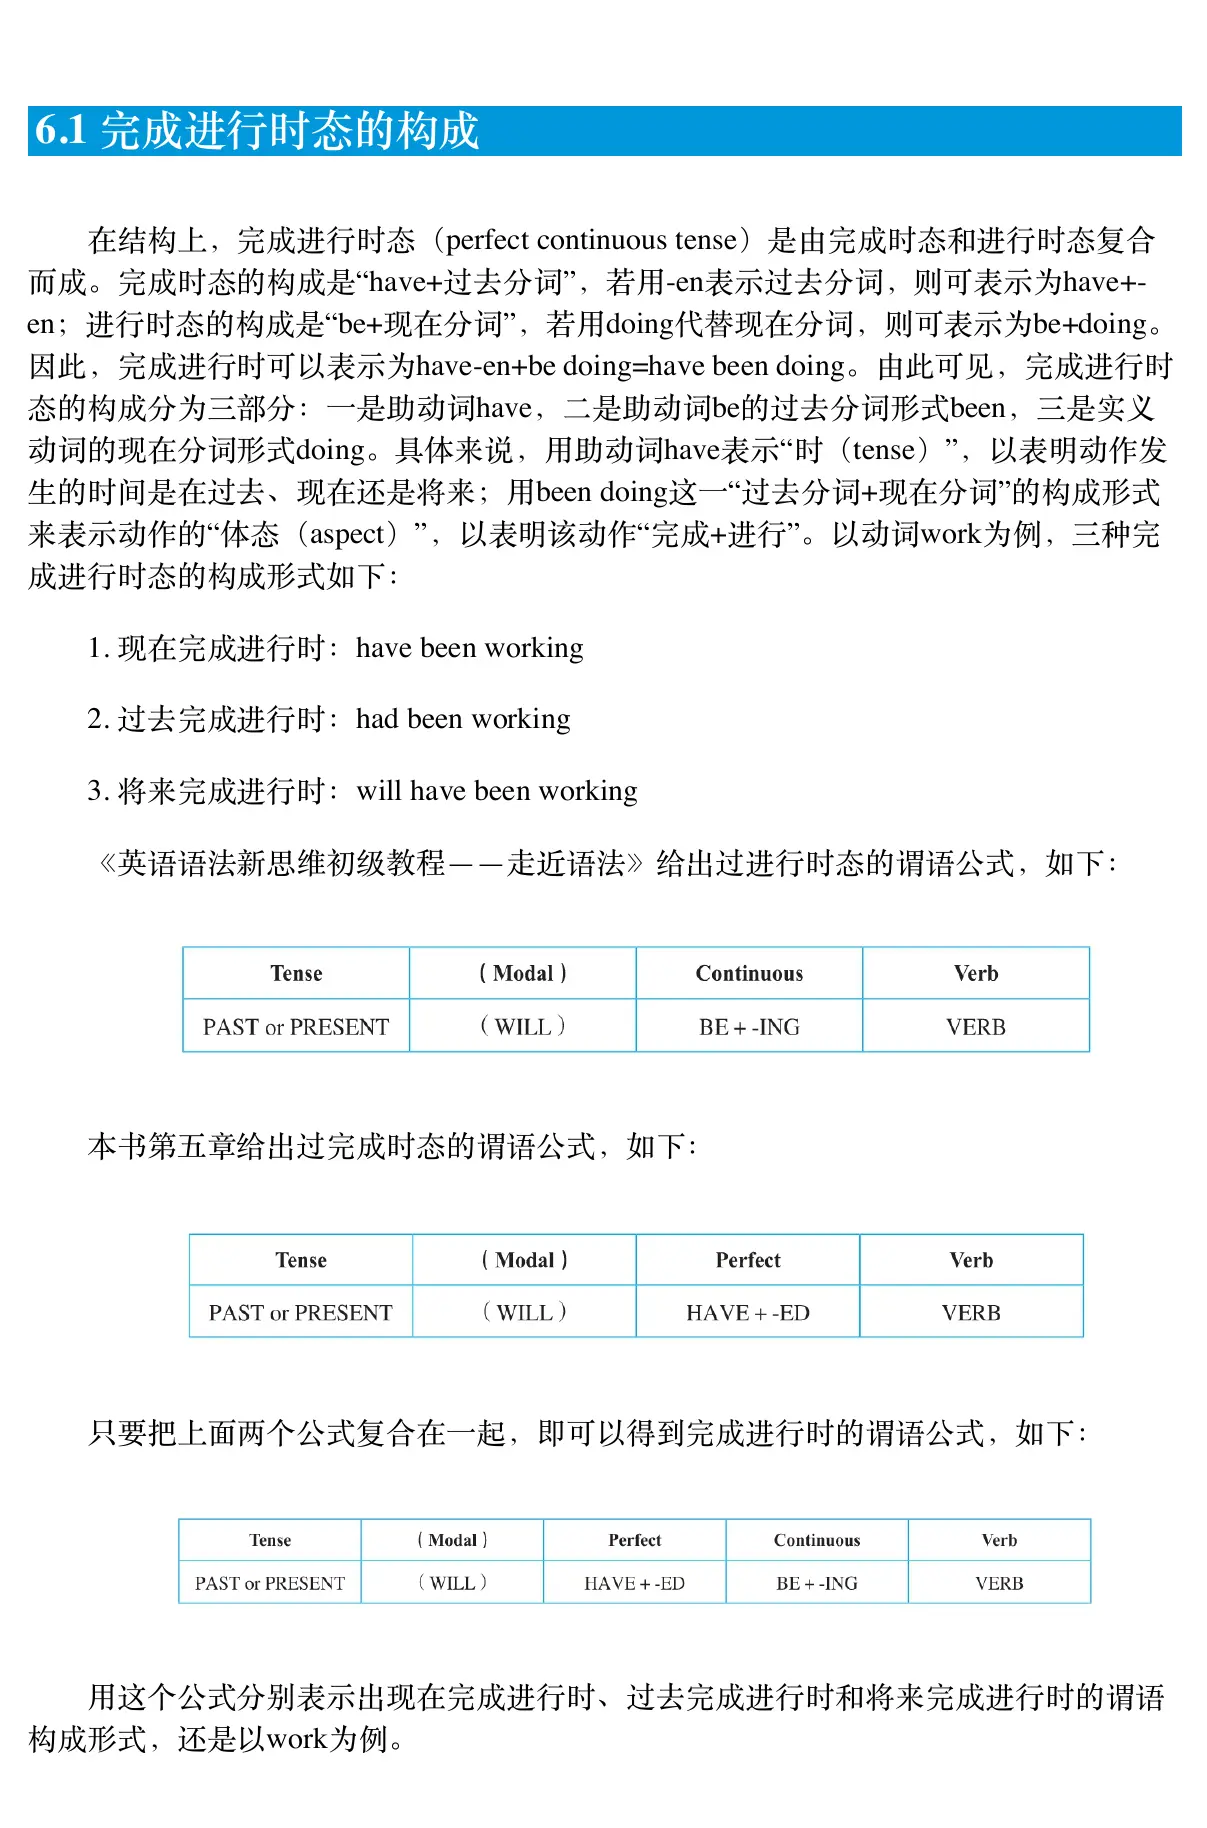 6.1 完成进行时态的构成
在结构上，完成进行时态（perfect continuous tense）是由完成时态和进行时态复合
而成。完成时态的构成是“have+过去分词”，若用-en表示过去分词，则可表示为have+-
en；进行时态的构成是“be+现在分词”，若用doing代替现在分词，则可表示为be+doing。
因此，完成进行时可以表示为have-en+be doing=have been doing。由此可见，完成进行时
态的构成分为三部分：一是助动词have，二是助动词be的过去分词形式been，三是实义
动词的现在分词形式doing。具体来说，用助动词have表示“时（tense）”，以表明动作发
生的时间是在过去、现在还是将来；用been doing这一“过去分词+现在分词”的构成形式
来表示动作的“体态（aspect）”，以表明该动作“完成+进行”。以动词work为例，三种完
成进行时态的构成形式如下：
1. 现在完成进行时：have been working
2. 过去完成进行时：had been working
3. 将来完成进行时：will have been working
《英语语法新思维初级教程——走近语法》给出过进行时态的谓语公式，如下：
Tense （Modal） Continuous Verb
PAST or PRESENT （WILL） BE + -ING VERB
本书第五章给出过完成时态的谓语公式，如下：
Tense （Modal） Perfect Verb
PAST or PRESENT （WILL） HAVE + -ED VERB
只要把上面两个公式复合在一起，即可以得到完成进行时的谓语公式，如下：
Tense （Modal） Perfect Continuous Verb
PAST or PRESENT （WILL） HAVE + -ED BE + -ING VERB
用这个公式分别表示出现在完成进行时、过去完成进行时和将来完成进行时的谓语
构成形式，还是以work为例。